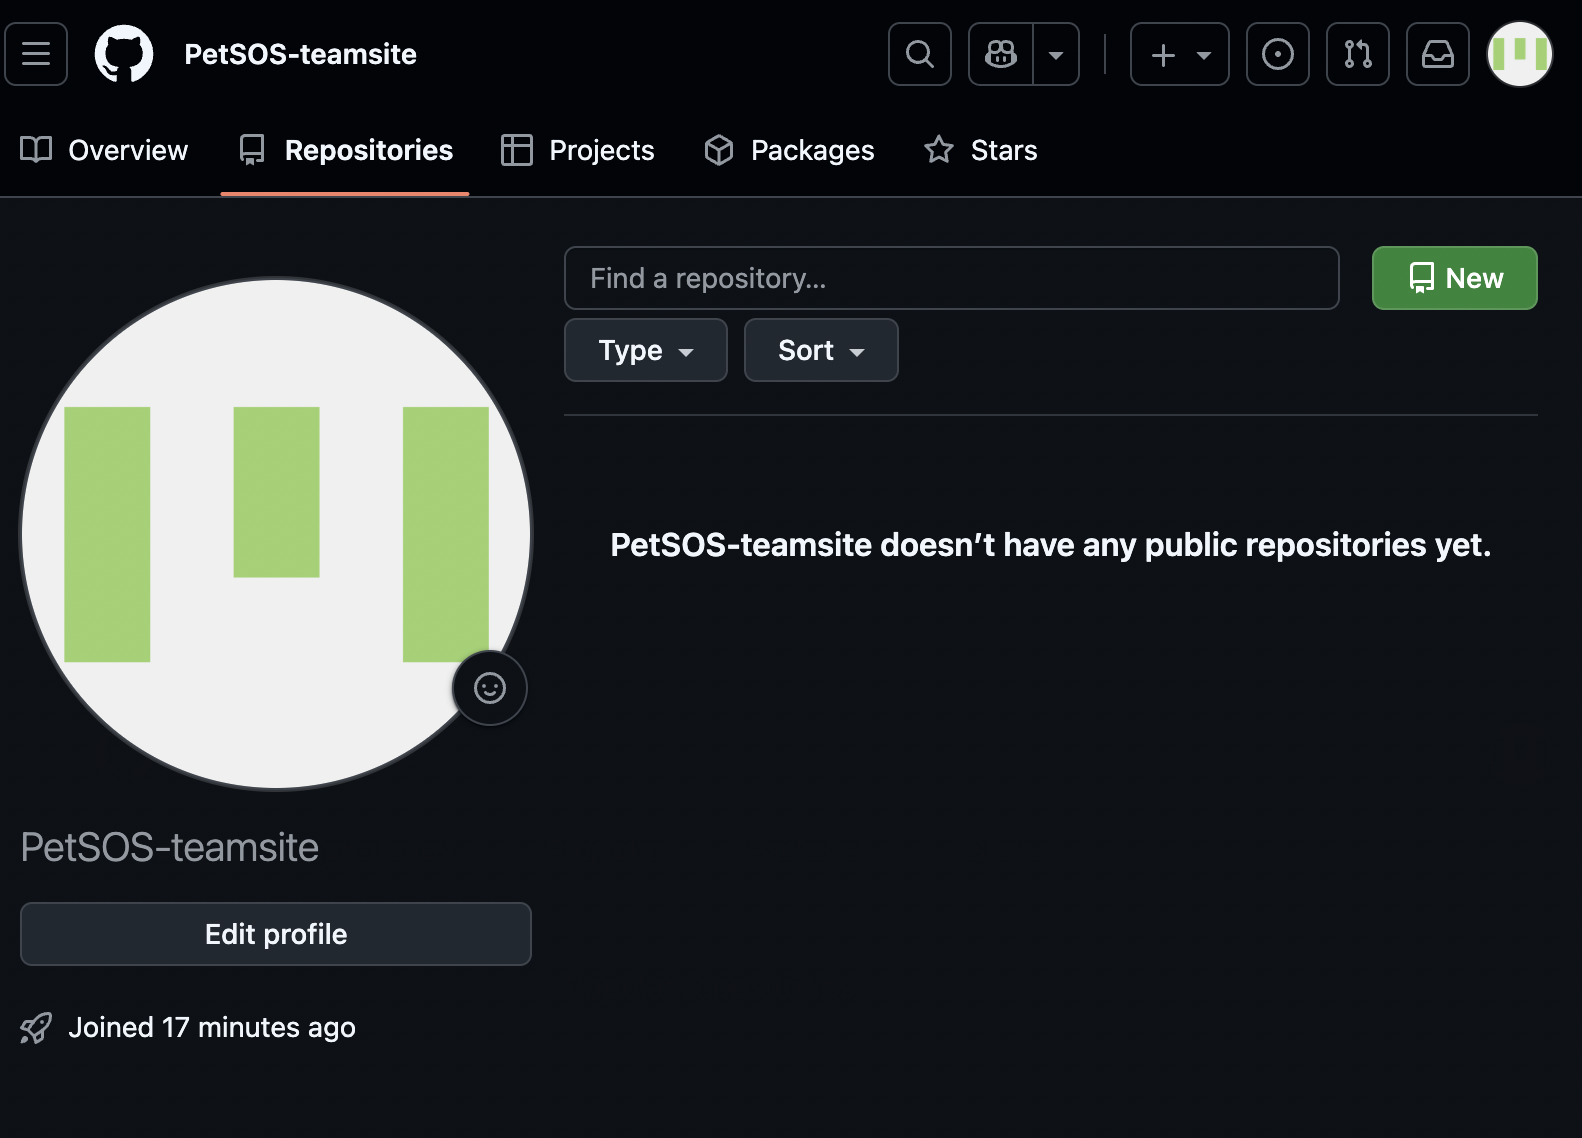 PetSOS-teamsite
Overview
Repositories
Projects
Packages
Stars
Find a repository...
New
Type
Sort
PetSOS-teamsite doesn’t have any public repositories yet.
PetSOS-teamsite
Edit profile
Joined 17 minutes ago